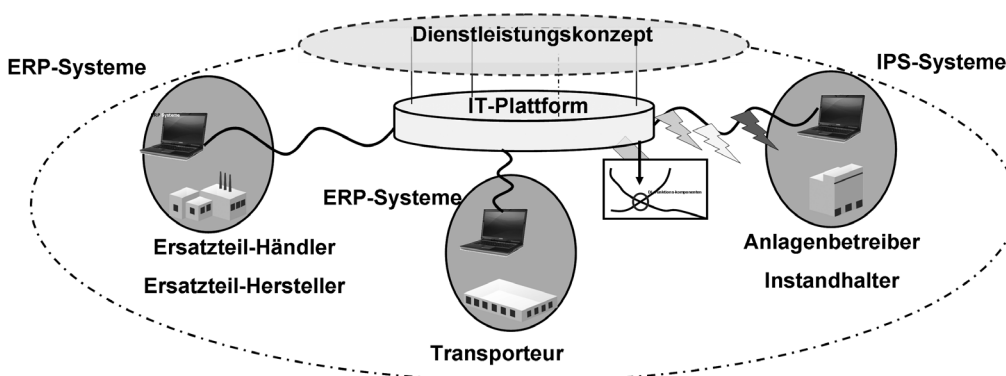 Dienstleistungskonzept
ERP-Systeme
IPS-Systeme
IT-Plattform
ERP-Systeme
Ersatzteil-Händler
Ersatzteil-Hersteller
Anlagenbetreiber
Instandhalter
Transporteur